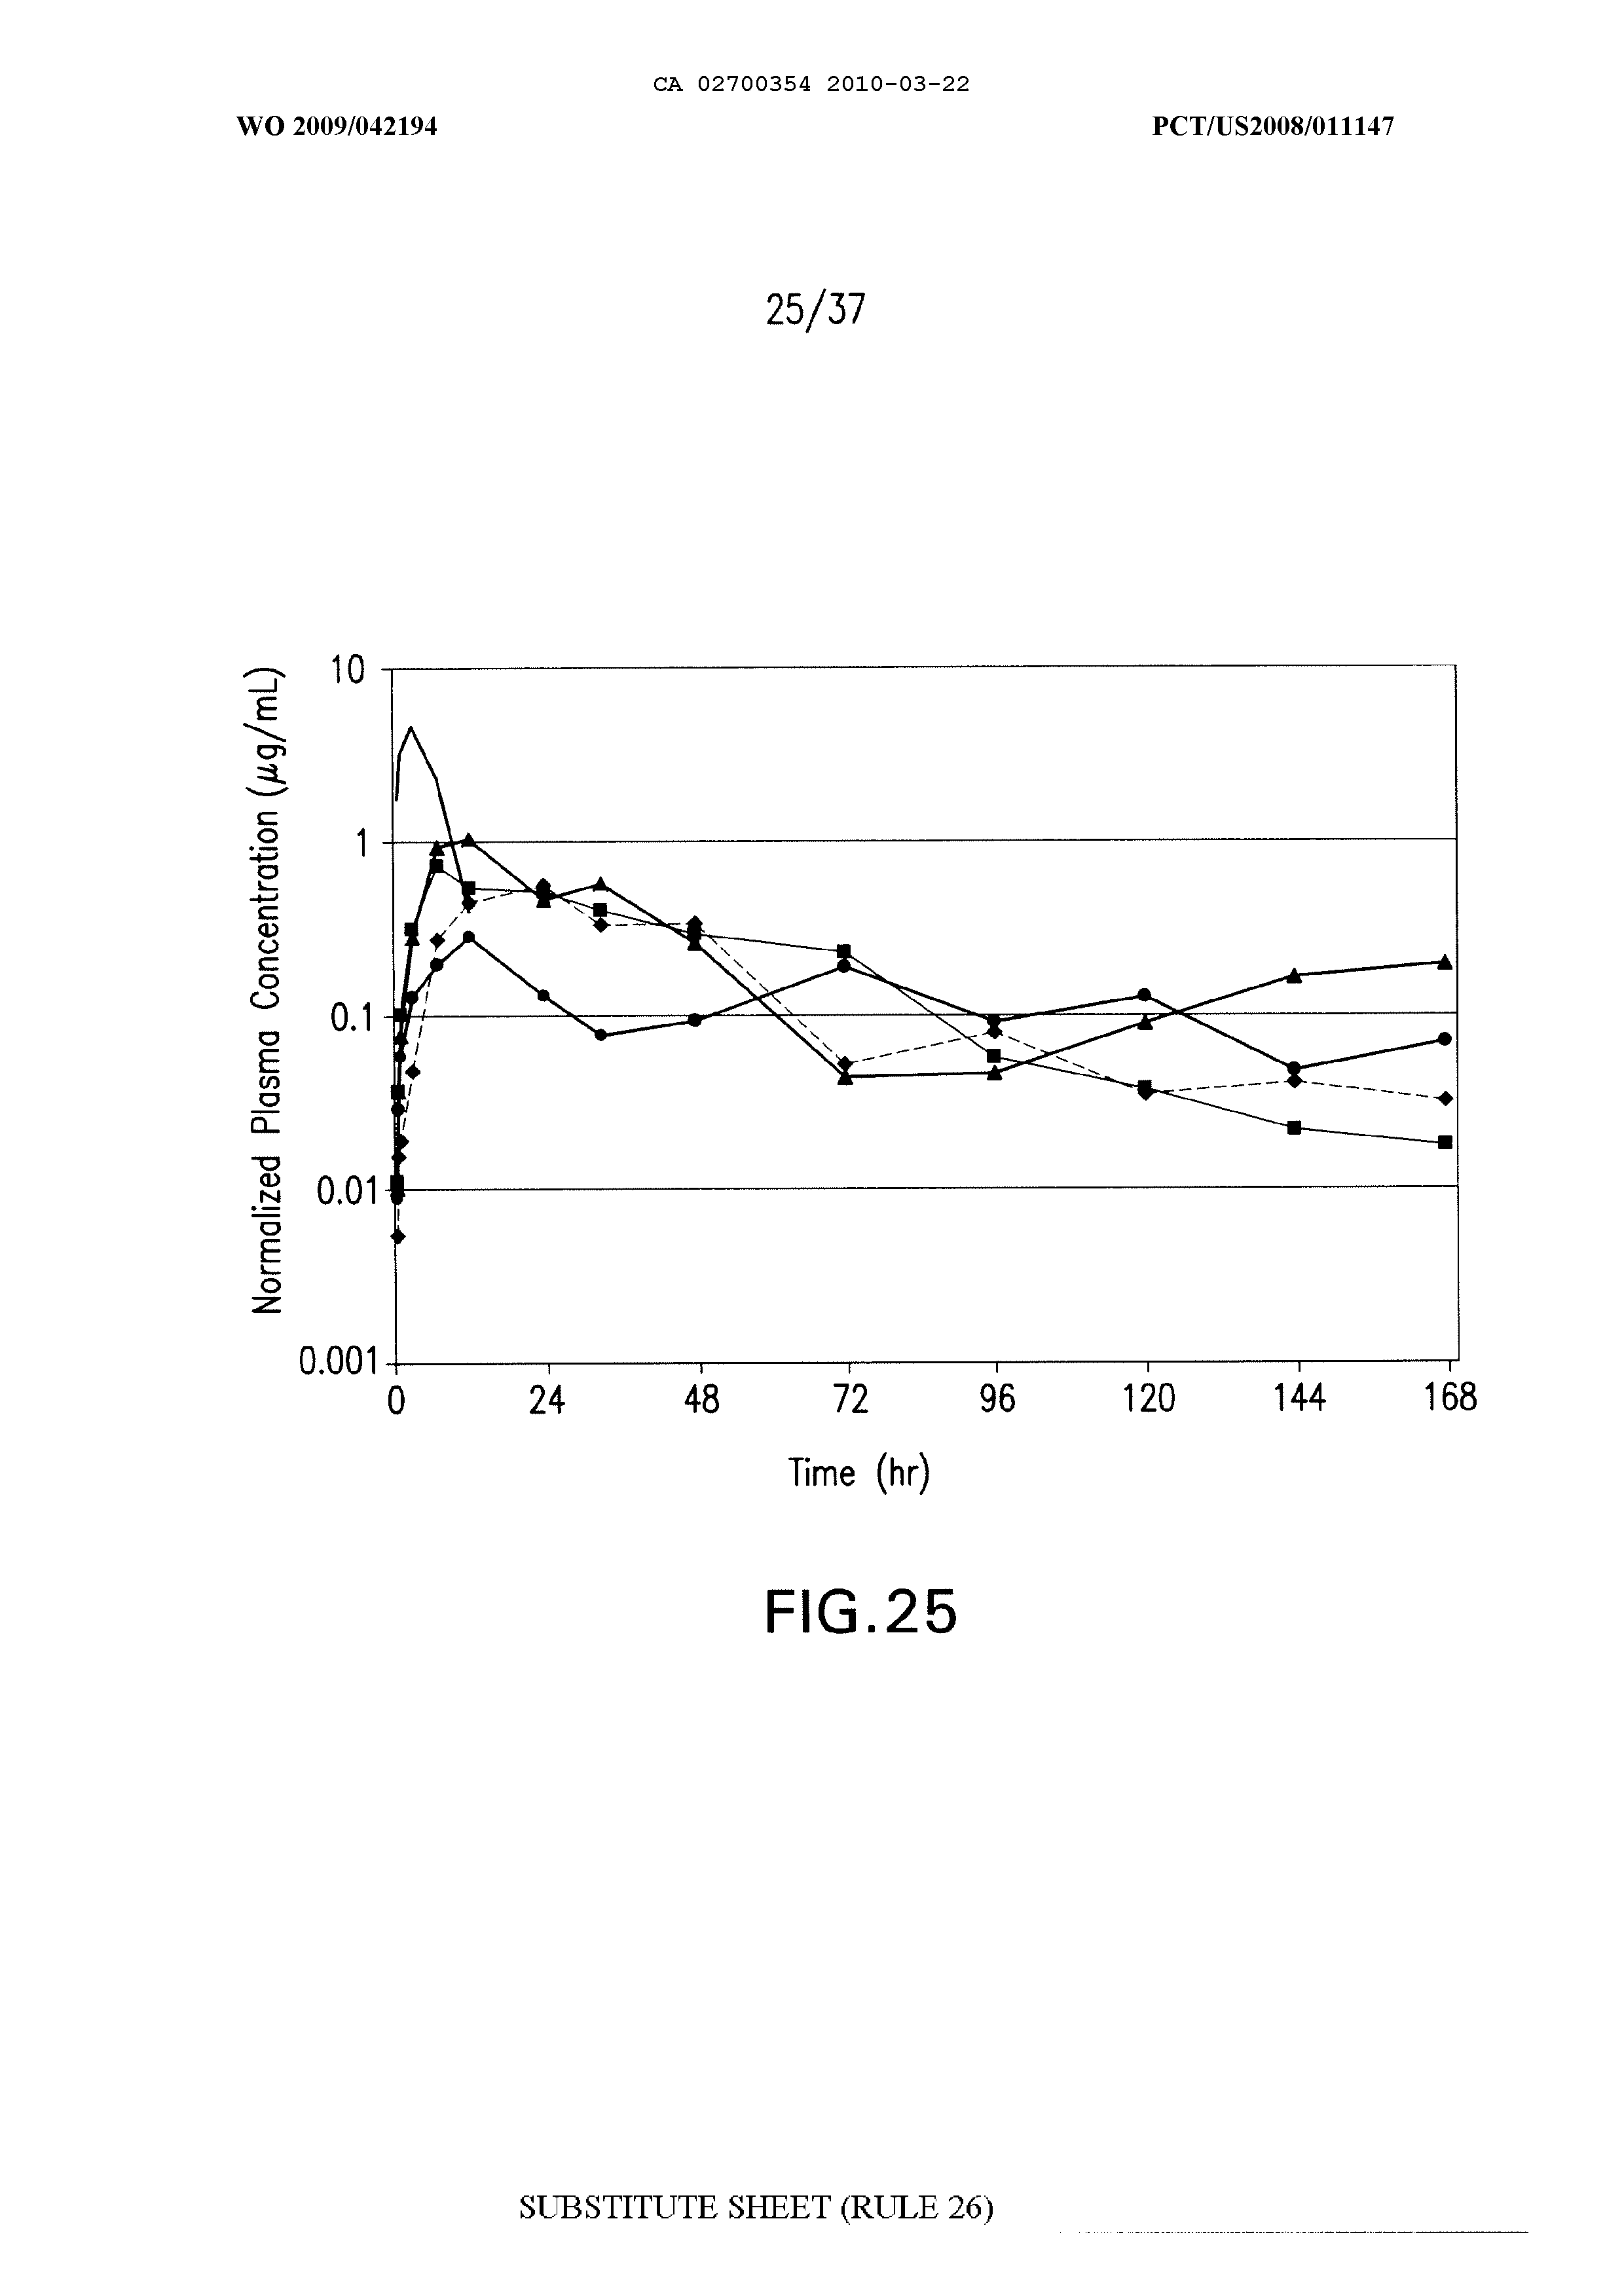 CA 02700354 2010-03-22
WO 2009/042194
PCT/US2008/011147
25/37
Normalized Plasma Concentration (μg/mL)
10
1
0.1
0.01
0.001
0 24 48 72 96 120 144 168
Time (hr)
FIG.25
SUBSTITUTE SHEET (RULE 26)